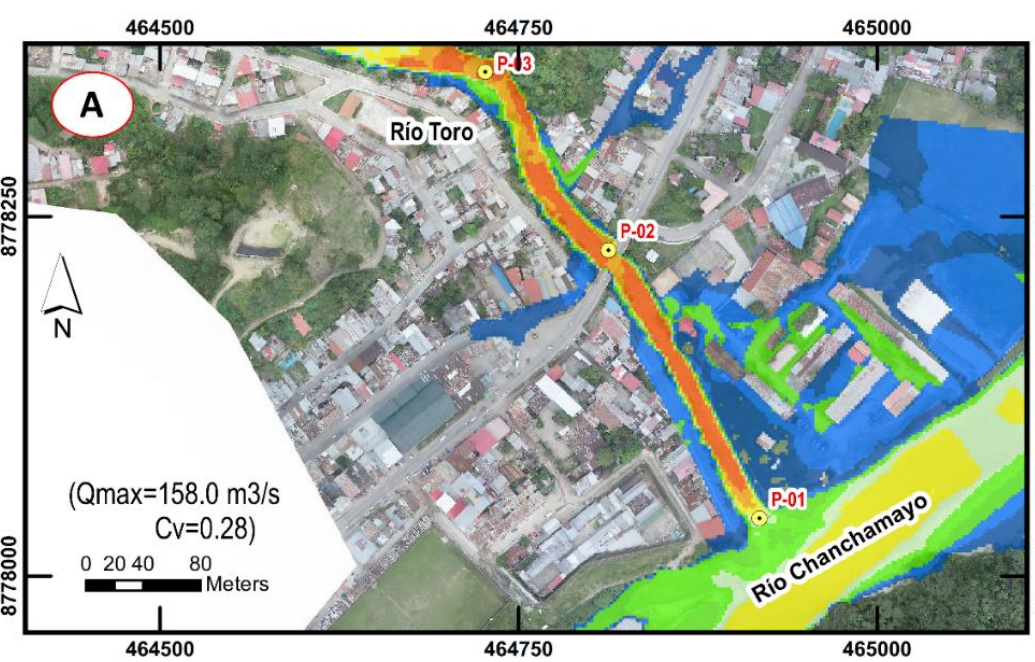 464500 464750 465000
A
P-03
Río Toro
8778250
P-02
N
P-01
(Qmax=158.0 m3/s
Cv=0.28)
Río Chanchamayo
0 20 40 80
Meters
8778000
464500 464750 465000